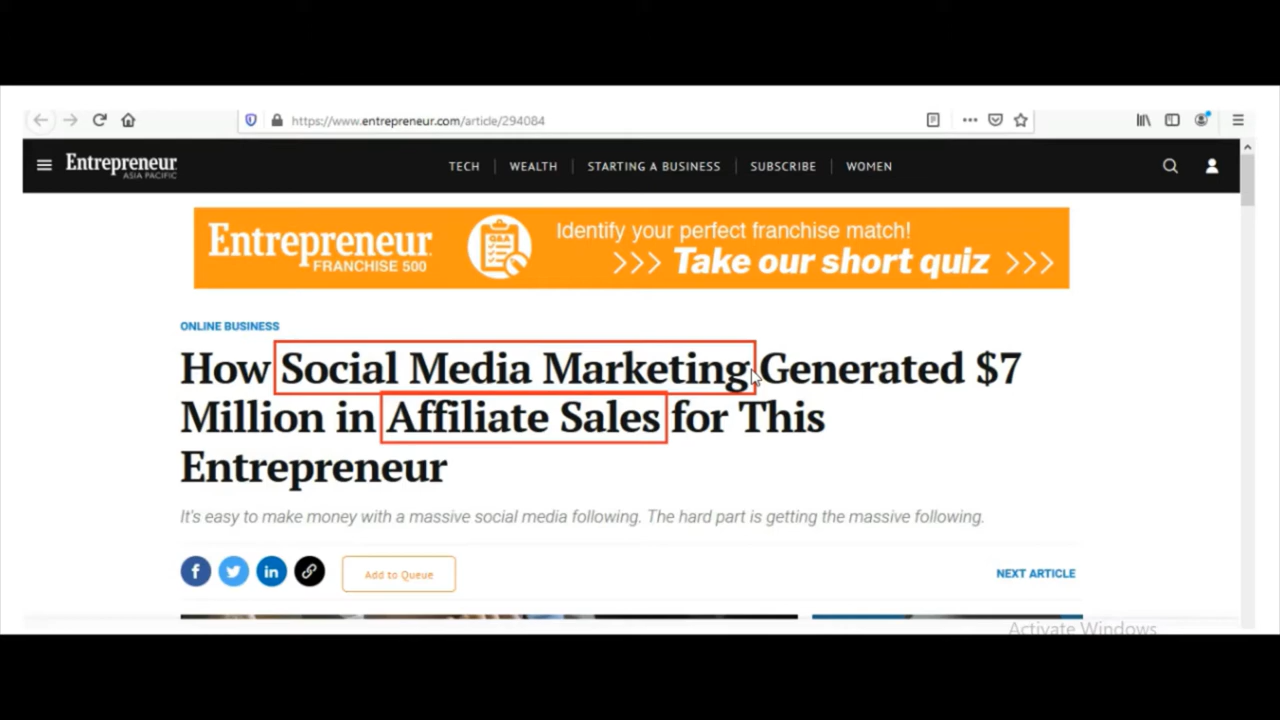 https://www.entrepreneur.com/article/294084
Entrepreneur
ASIA PACIFIC
TECH
WEALTH
STARTING A BUSINESS
SUBSCRIBE
WOMEN
Entrepreneur
FRANCHISE 500
Q&A
Identify your perfect franchise match!
>>> Take our short quiz >>>
ONLINE BUSINESS
How Social Media Marketing Generated $7
Million in Affiliate Sales for This
Entrepreneur
It's easy to make money with a massive social media following. The hard part is getting the massive following.
Add to Queue
NEXT ARTICLE
Activate Windows